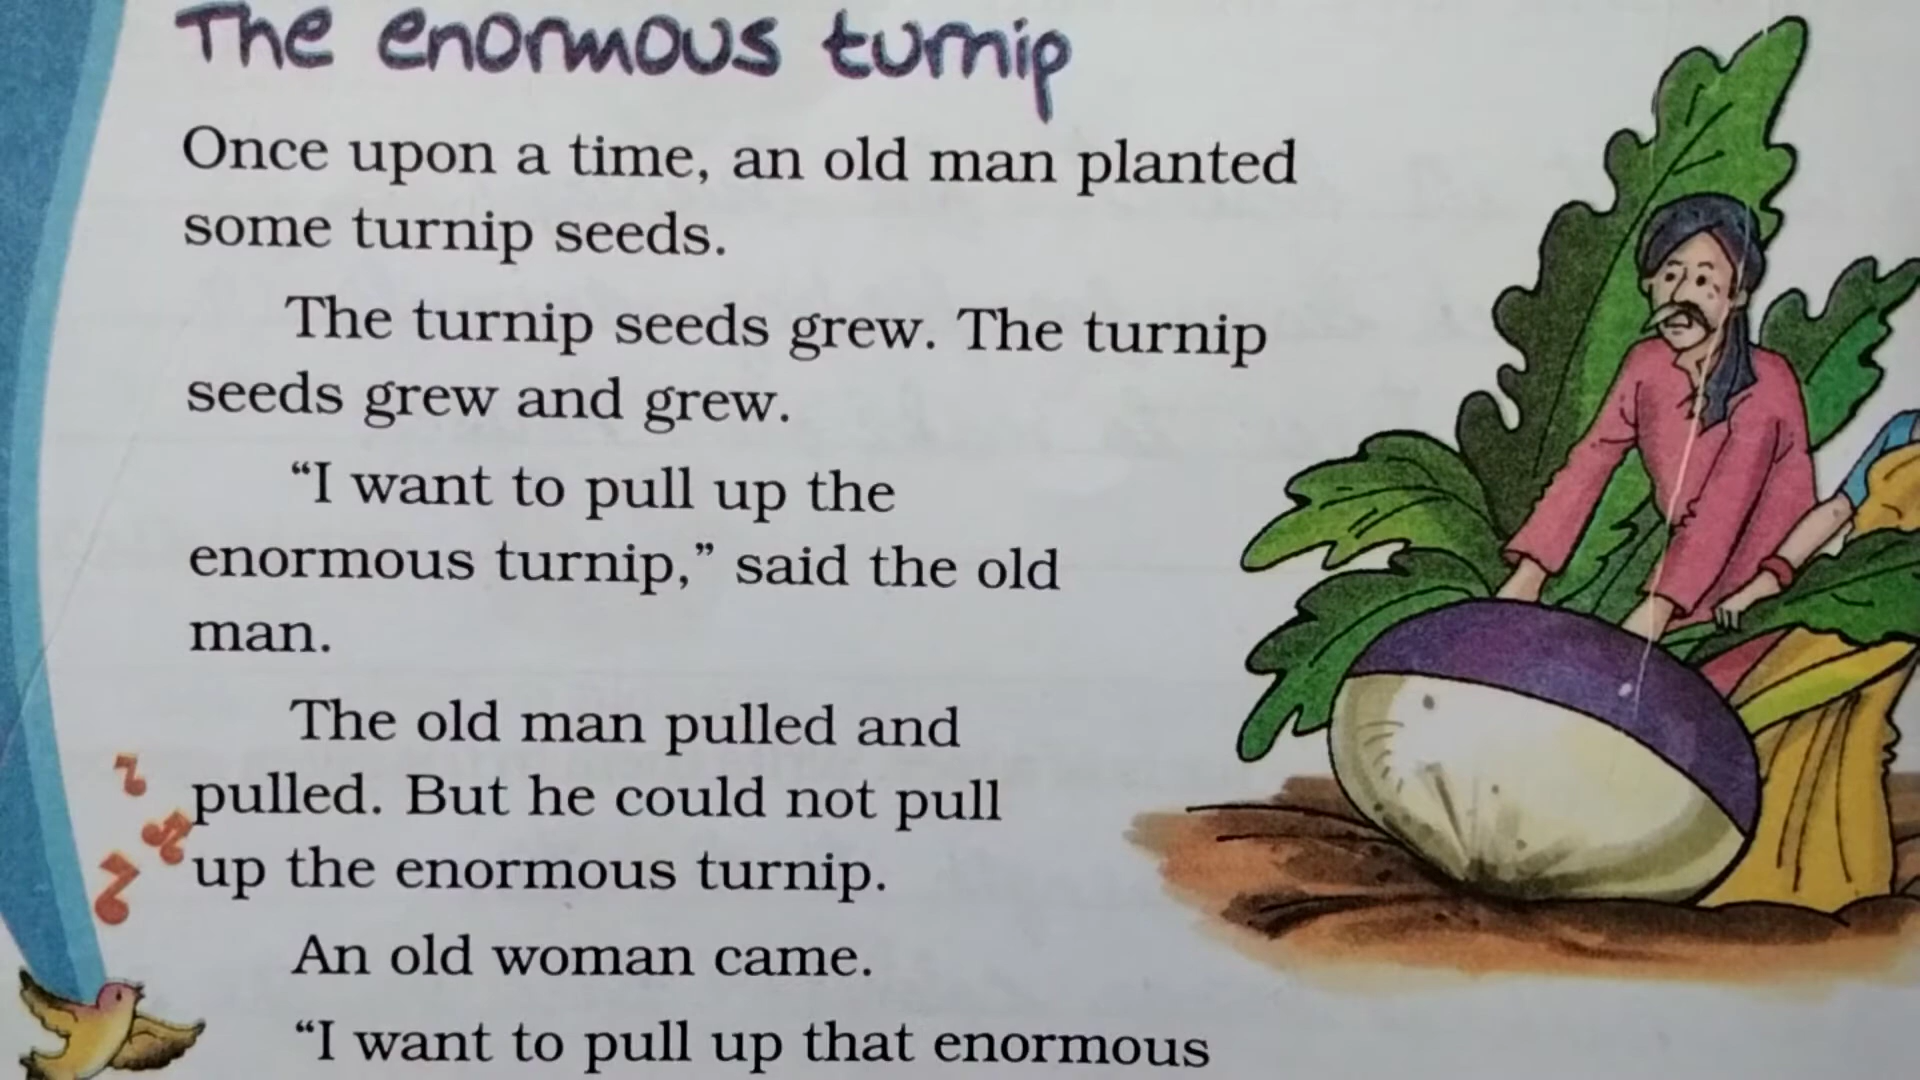 The enormous turnip
Once upon a time, an old man planted
some turnip seeds.
The turnip seeds grew. The turnip
seeds grew and grew.
“I want to pull up the
enormous turnip,” said the old
man.
The old man pulled and
pulled. But he could not pull
up the enormous turnip.
An old woman came.
“I want to pull up that enormous